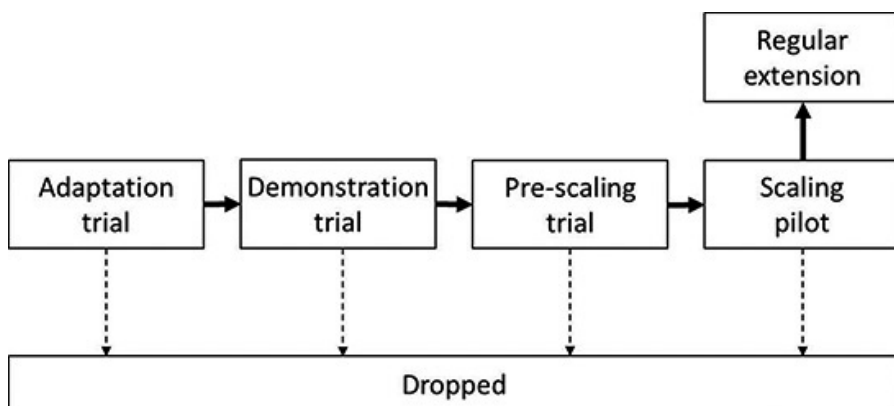 Regular
extension
Adaptation
trial
Demonstration
trial
Pre-scaling
trial
Scaling
pilot
Dropped